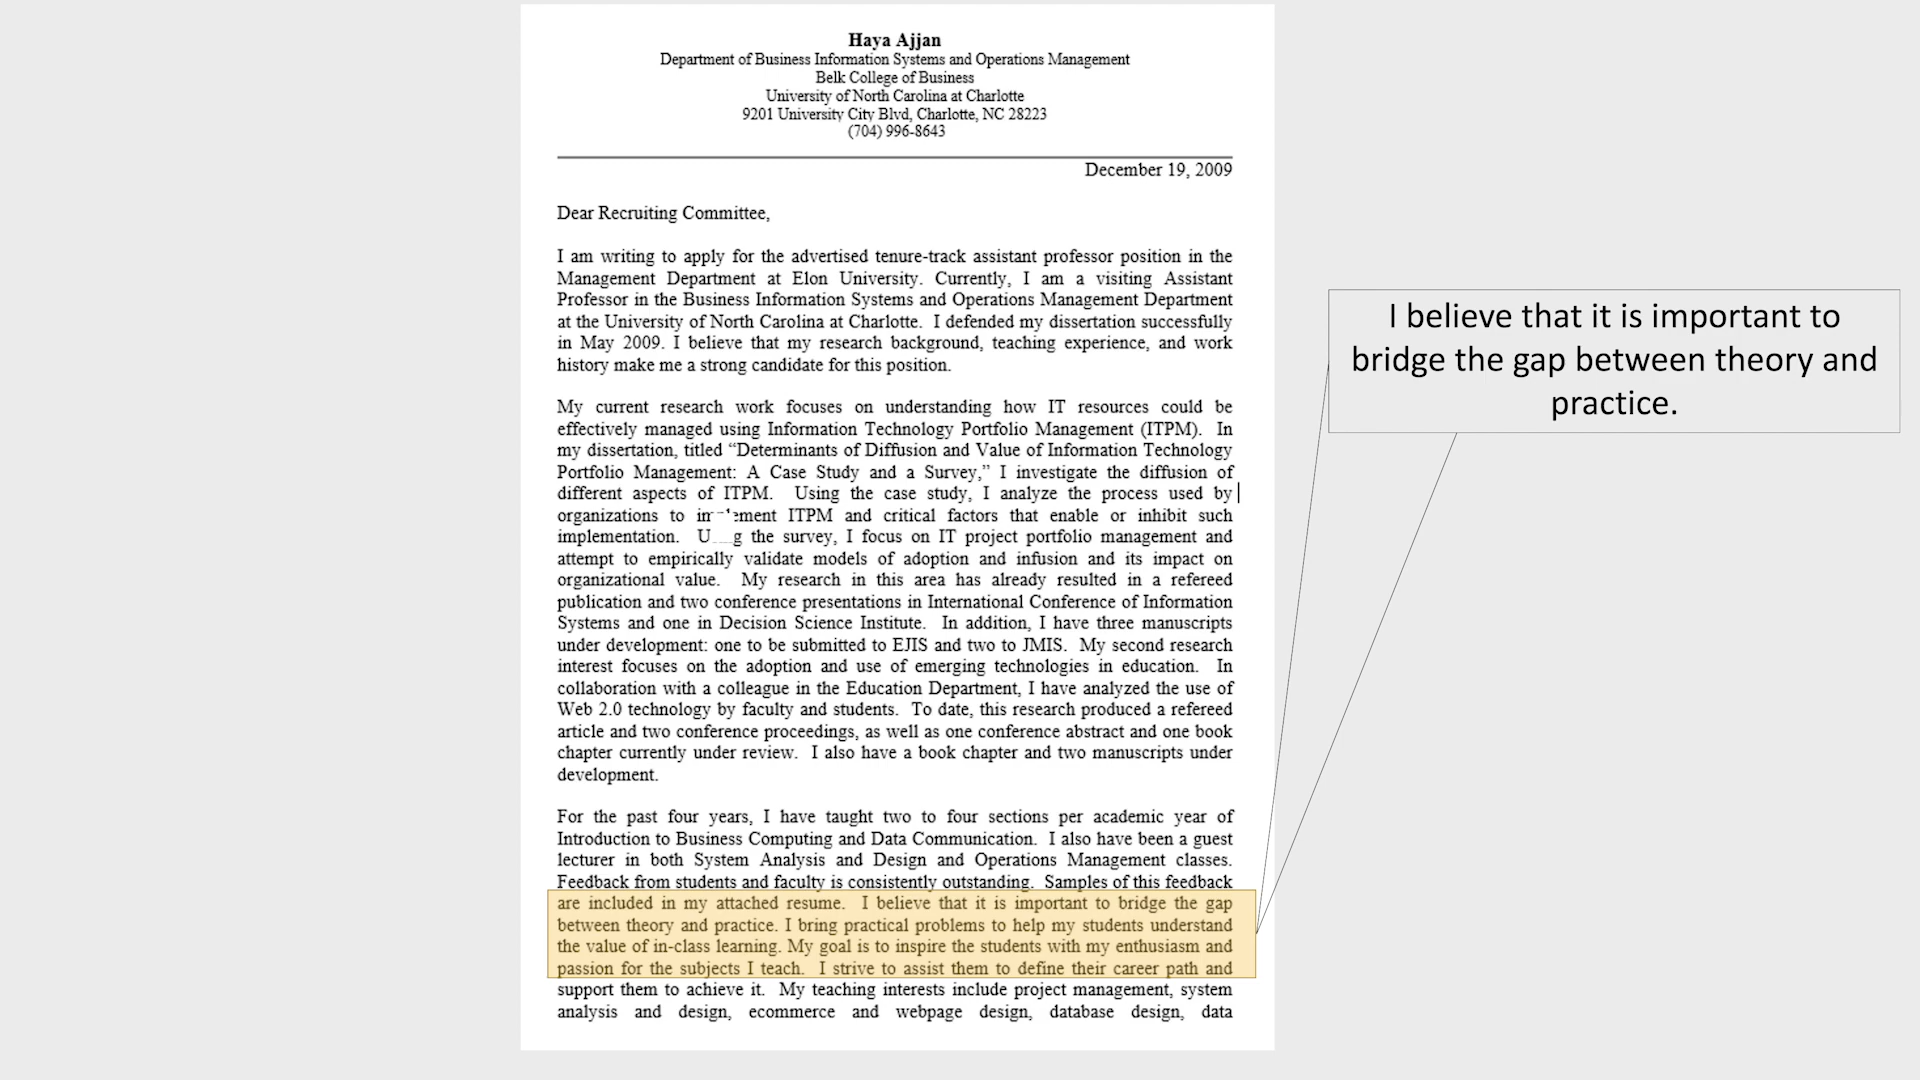 Haya Ajjan
Department of Business Information Systems and Operations Management
Belk College of Business
University of North Carolina at Charlotte
9201 University City Blvd, Charlotte, NC 28223
(704) 996-8643
December 19, 2009
Dear Recruiting Committee,
I am writing to apply for the advertised tenure-track assistant professor position in the
Management Department at Elon University. Currently, I am a visiting Assistant
Professor in the Business Information Systems and Operations Management Department
at the University of North Carolina at Charlotte. I defended my dissertation successfully
in May 2009. I believe that my research background, teaching experience, and work
history make me a strong candidate for this position.
My current research work focuses on understanding how IT resources could be
effectively managed using Information Technology Portfolio Management (ITPM). In
my dissertation, titled “Determinants of Diffusion and Value of Information Technology
Portfolio Management: A Case Study and a Survey,” I investigate the diffusion of
different aspects of ITPM. Using the case study, I analyze the process used by
organizations to ITPM and critical factors that enable or inhibit such
implementation. the survey, I focus on IT project portfolio management and
attempt to empirically validate models of adoption and infusion and its impact on
organizational value. My research in this area has already resulted in a refereed
publication and two conference presentations in International Conference of Information
Systems and one in Decision Science Institute. In addition, I have three manuscripts
under development: one to be submitted to EJIS and two to JMIS. My second research
interest focuses on the adoption and use of emerging technologies in education. In
collaboration with a colleague in the Education Department, I have analyzed the use of
Web 2.0 technology by faculty and students. To date, this research produced a refereed
article and two conference proceedings, as well as one conference abstract and one book
chapter currently under review. I also have a book chapter and two manuscripts under
development.
For the past four years, I have taught two to four sections per academic year of
Introduction to Business Computing and Data Communication. I also have been a guest
lecturer in both System Analysis and Design and Operations Management classes.
Feedback from students and faculty is consistently outstanding. Samples of this feedback
are included in my attached resume. I believe that it is important to bridge the gap
between theory and practice. I bring practical problems to help my students understand
the value of in-class learning. My goal is to inspire the students with my enthusiasm and
passion for the subjects I teach. I strive to assist them to define their career path and
support them to achieve it. My teaching interests include project management, system
analysis and design, ecommerce and webpage design, database design, data
I believe that it is important to
bridge the gap between theory and
practice.